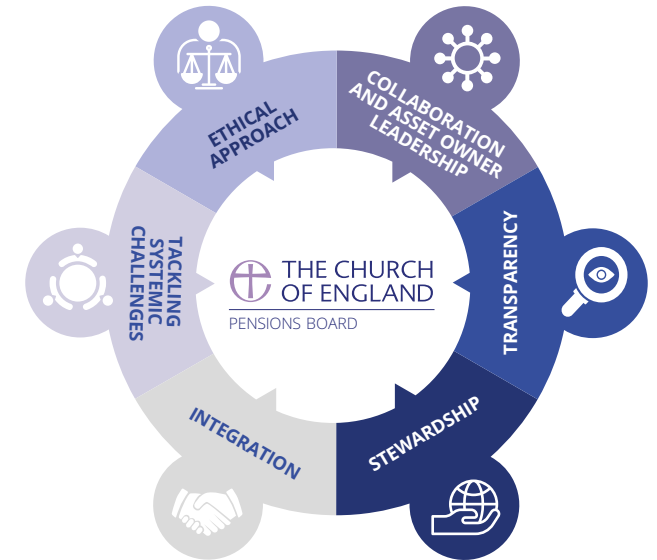 ETHICAL
APPROACH
COLLABORATION
AND ASSET OWNER
LEADERSHIP
TRANSPARENCY
STEWARDSHIP
INTEGRATION
TACKLING
SYSTEMIC
CHALLENGES
THE CHURCH
OF ENGLAND
PENSIONS BOARD